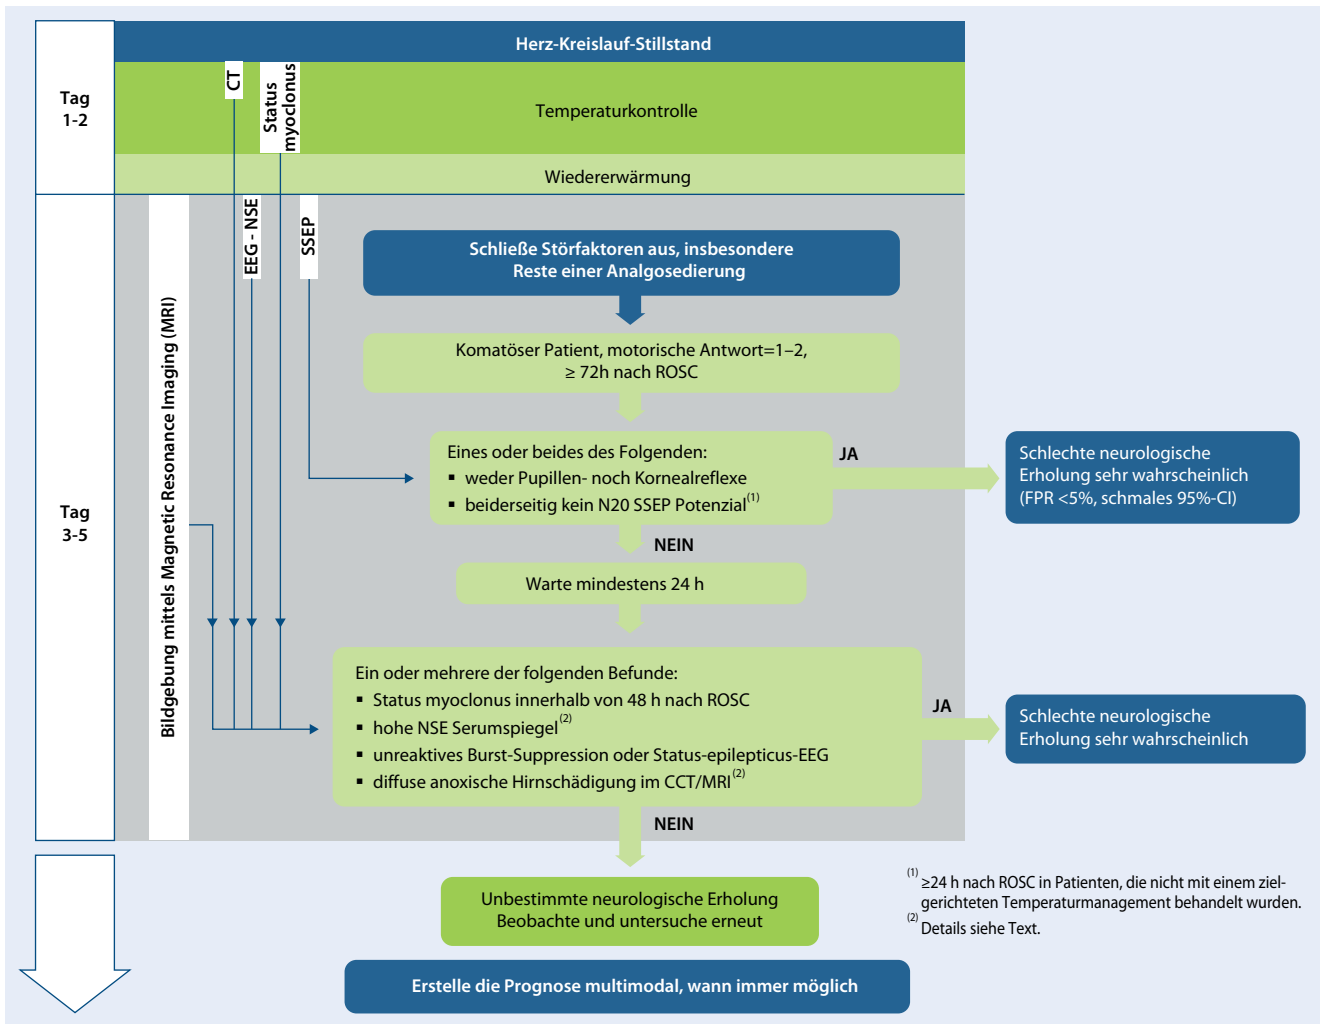 Herz-Kreislauf-Stillstand
Tag
1-2
CT
Status
myoclonus
Temperaturkontrolle
Wiedererwärmung
Tag
3-5
Bildgebung mittels Magnetic Resonance Imaging (MRI)
EEG - NSE
SSEP
Schließe Störfaktoren aus, insbesondere
Reste einer Analgosedierung
Komatöser Patient, motorische Antwort=1–2,
≥ 72h nach ROSC
Eines oder beides des Folgenden:
▪ weder Pupillen- noch Kornealreflexe
▪ beiderseitig kein N20 SSEP Potenzial(1)
JA
Schlechte neurologische
Erholung sehr wahrscheinlich
(FPR <5%, schmales 95%-CI)
NEIN
Warte mindestens 24 h
Ein oder mehrere der folgenden Befunde:
▪ Status myoclonus innerhalb von 48 h nach ROSC
▪ hohe NSE Serumspiegel(2)
▪ unreaktives Burst-Suppression oder Status-epilepticus-EEG
▪ diffuse anoxische Hirnschädigung im CCT/MRI(2)
JA
Schlechte neurologische
Erholung sehr wahrscheinlich
NEIN
Unbestimmte neurologische Erholung
Beobachte und untersuche erneut
(1) ≥24 h nach ROSC in Patienten, die nicht mit einem ziel-
gerichteten Temperaturmanagement behandelt wurden.
(2) Details siehe Text.
Erstelle die Prognose multimodal, wann immer möglich